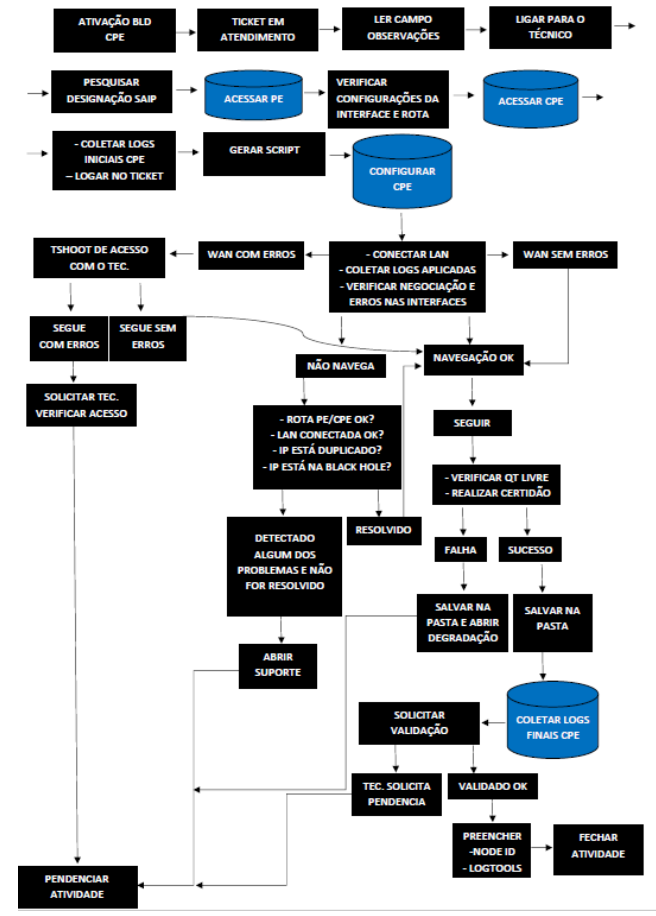 ATIVAÇÃO BLD
CPE
TICKET EM
ATENDIMENTO
LER CAMPO
OBSERVAÇÕES
LIGAR PARA O
TÉCNICO
PESQUISAR
DESIGNAÇÃO SAIP
ACESSAR PE
VERIFICAR
CONFIGURAÇÕES DA
INTERFACE E ROTA
ACESSAR CPE
- COLETAR LOGS
INICIAIS CPE
– LOGAR NO TICKET
GERAR SCRIPT
CONFIGURAR
CPE
TSHOOT DE ACESSO
COM O TEC.
WAN COM ERROS
- CONECTAR LAN
- COLETAR LOGS APLICADAS
- VERIFICAR NEGOCIAÇÃO E
ERROS NAS INTERFACES
WAN SEM ERROS
SEGUE
COM ERROS
SEGUE SEM
ERROS
NÃO NAVEGA
NAVEGAÇÃO OK
SOLICITAR TEC.
VERIFICAR ACESSO
- ROTA PE/CPE OK?
- LAN CONECTADA OK?
- IP ESTÁ DUPLICADO?
- IP ESTÁ NA BLACK HOLE?
SEGUIR
- VERIFICAR QT LIVRE
- REALIZAR CERTIDÃO
DETECTADO
ALGUM DOS
PROBLEMAS E NÃO
FOR RESOLVIDO
RESOLVIDO
FALHA
SUCESSO
SALVAR NA
PASTA E ABRIR
DEGRADAÇÃO
SALVAR NA
PASTA
ABRIR
SUPORTE
SOLICITAR
VALIDAÇÃO
COLETAR LOGS
FINAIS CPE
TEC. SOLICITA
PENDENCIA
VALIDADO OK
PREENCHER
-NODE ID
- LOGTOOLS
FECHAR
ATIVIDADE
PENDENCIAR
ATIVIDADE